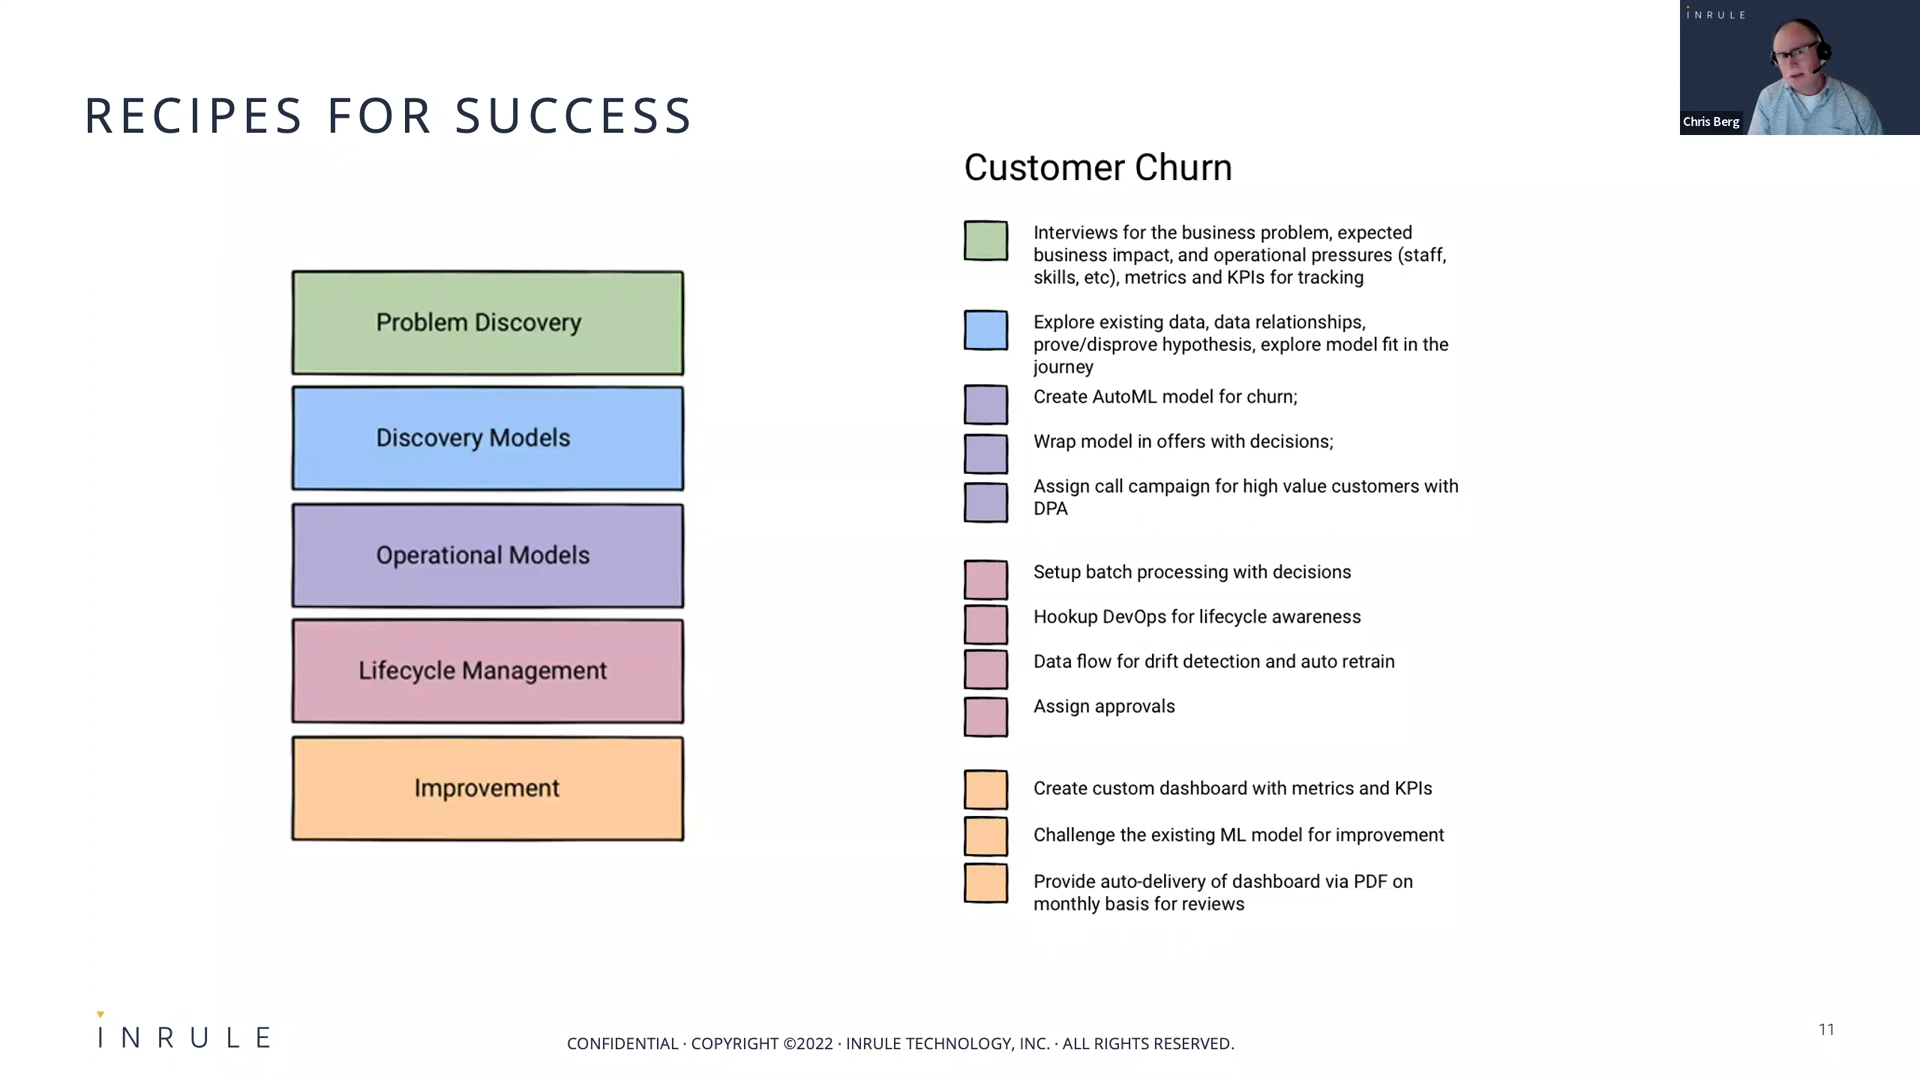 INRULE
Chris Berg
RECIPES FOR SUCCESS
Customer Churn
Problem Discovery
Discovery Models
Operational Models
Lifecycle Management
Improvement
Interviews for the business problem, expected
business impact, and operational pressures (staff,
skills, etc), metrics and KPIs for tracking
Explore existing data, data relationships,
prove/disprove hypothesis, explore model fit in the
journey
Create AutoML model for churn;
Wrap model in offers with decisions;
Assign call campaign for high value customers with
DPA
Setup batch processing with decisions
Hookup DevOps for lifecycle awareness
Data flow for drift detection and auto retrain
Assign approvals
Create custom dashboard with metrics and KPIs
Challenge the existing ML model for improvement
Provide auto-delivery of dashboard via PDF on
monthly basis for reviews
INRULE
CONFIDENTIAL · COPYRIGHT ©2022 · INRULE TECHNOLOGY, INC. · ALL RIGHTS RESERVED.
11